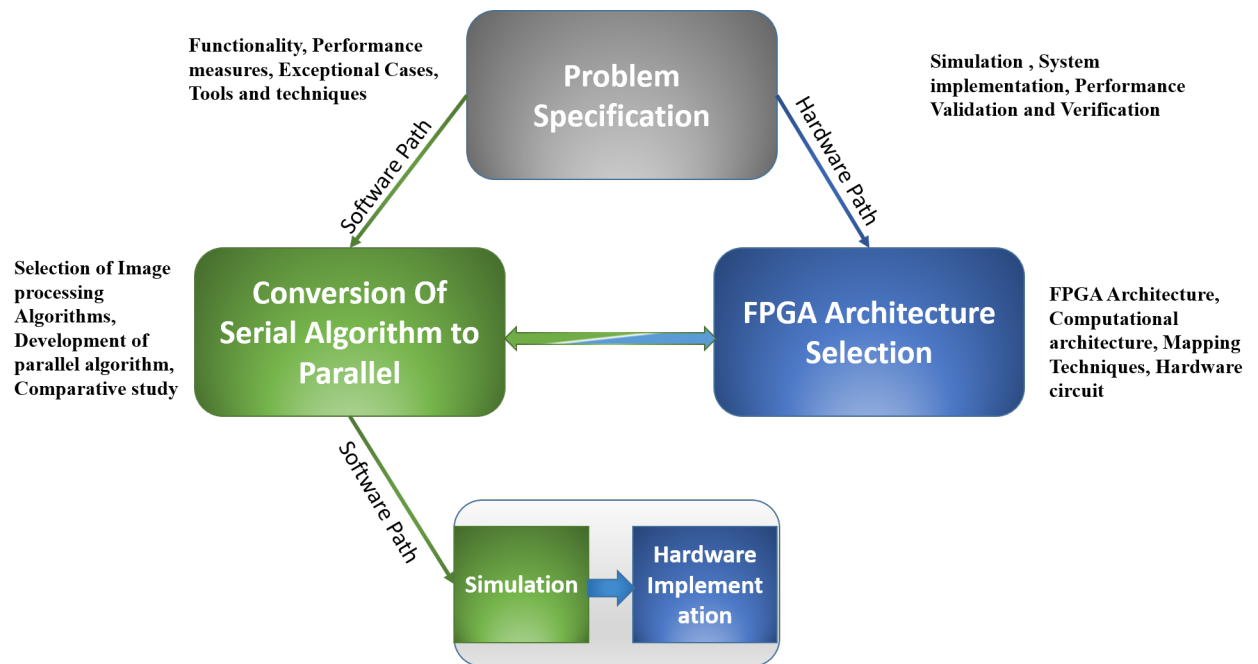 Functionality, Performance
measures, Exceptional Cases,
Tools and techniques
Problem
Specification
Simulation , System
implementation, Performance
Validation and Verification
Software Path
Hardware Path
Selection of Image
processing
Algorithms,
Development of
parallel algorithm,
Comparative study
Conversion Of
Serial Algorithm to
Parallel
FPGA Architecture
Selection
FPGA Architecture,
Computational
architecture, Mapping
Techniques, Hardware
circuit
Software Path
Simulation
Hardware
Implement
ation